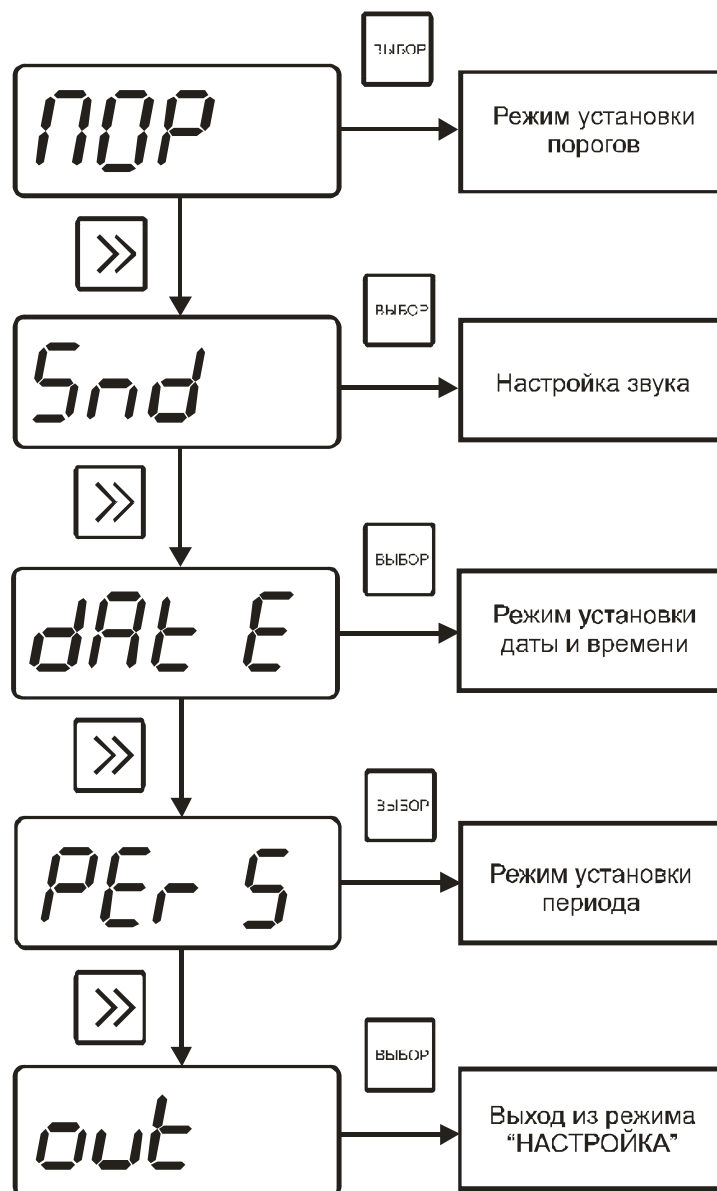 ВЫБОР
ПОР
Режим установки
порогов
>>
ВЫБОР
Snd
Настройка звука
>>
ВЫБОР
dAt E
Режим установки
даты и времени
>>
ВЫБОР
PEr S
Режим установки
периода
>>
ВЫБОР
out
Выход из режима
“НАСТРОЙКА”